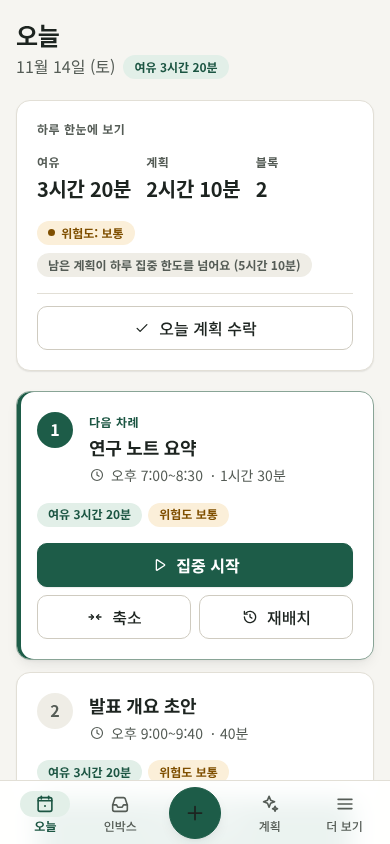 오늘
11월 14일 (토) 여유 3시간 20분
하루 한눈에 보기
여유 계획 블록
3시간 20분 2시간 10분 2
위험도: 보통
남은 계획이 하루 집중 한도를 넘어요 (5시간 10분)
오늘 계획 수락
1
다음 차례
연구 노트 요약
오후 7:00~8:30 · 1시간 30분
여유 3시간 20분 위험도 보통
집중 시작
축소 재배치
2
발표 개요 초안
오후 9:00~9:40 · 40분
여유 3시간 20분 위험도 보통
오늘 인박스 계획 더 보기